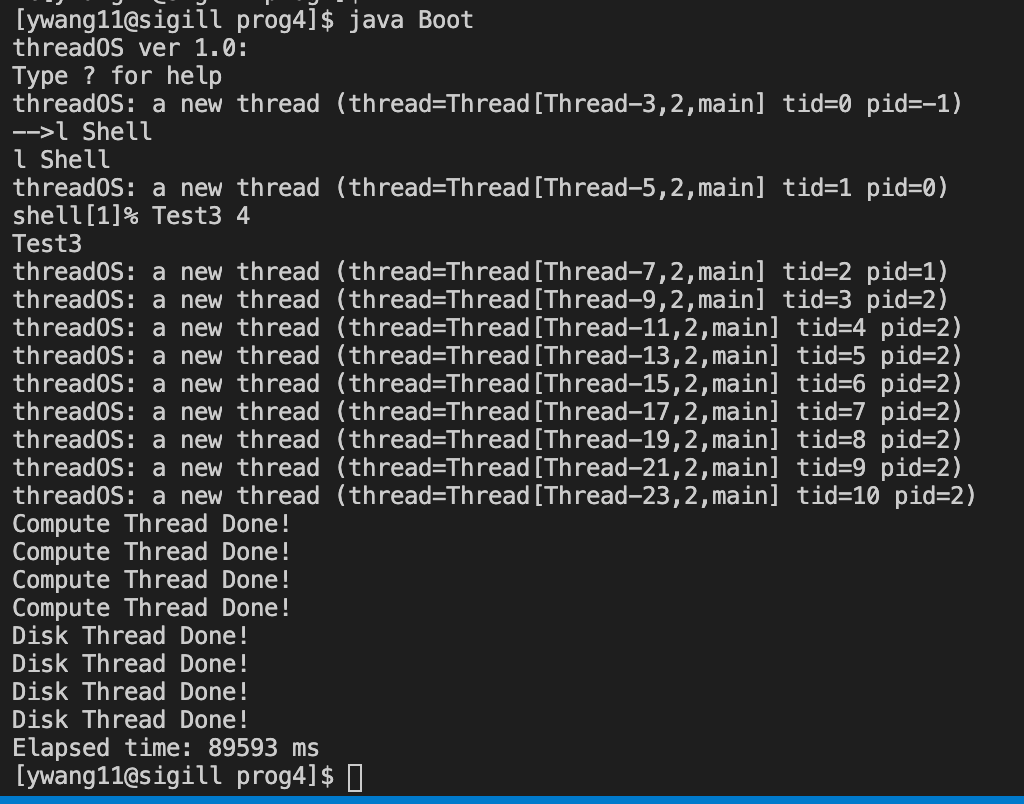 [ywang11@sigill prog4]$ java Boot
threadOS ver 1.0:
Type ? for help
threadOS: a new thread (thread=Thread[Thread-3,2,main] tid=0 pid=-1)
-->l Shell
l Shell
threadOS: a new thread (thread=Thread[Thread-5,2,main] tid=1 pid=0)
shell[1]% Test3 4
Test3
threadOS: a new thread (thread=Thread[Thread-7,2,main] tid=2 pid=1)
threadOS: a new thread (thread=Thread[Thread-9,2,main] tid=3 pid=2)
threadOS: a new thread (thread=Thread[Thread-11,2,main] tid=4 pid=2)
threadOS: a new thread (thread=Thread[Thread-13,2,main] tid=5 pid=2)
threadOS: a new thread (thread=Thread[Thread-15,2,main] tid=6 pid=2)
threadOS: a new thread (thread=Thread[Thread-17,2,main] tid=7 pid=2)
threadOS: a new thread (thread=Thread[Thread-19,2,main] tid=8 pid=2)
threadOS: a new thread (thread=Thread[Thread-21,2,main] tid=9 pid=2)
threadOS: a new thread (thread=Thread[Thread-23,2,main] tid=10 pid=2)
Compute Thread Done!
Compute Thread Done!
Compute Thread Done!
Compute Thread Done!
Disk Thread Done!
Disk Thread Done!
Disk Thread Done!
Disk Thread Done!
Elapsed time: 89593 ms
[ywang11@sigill prog4]$